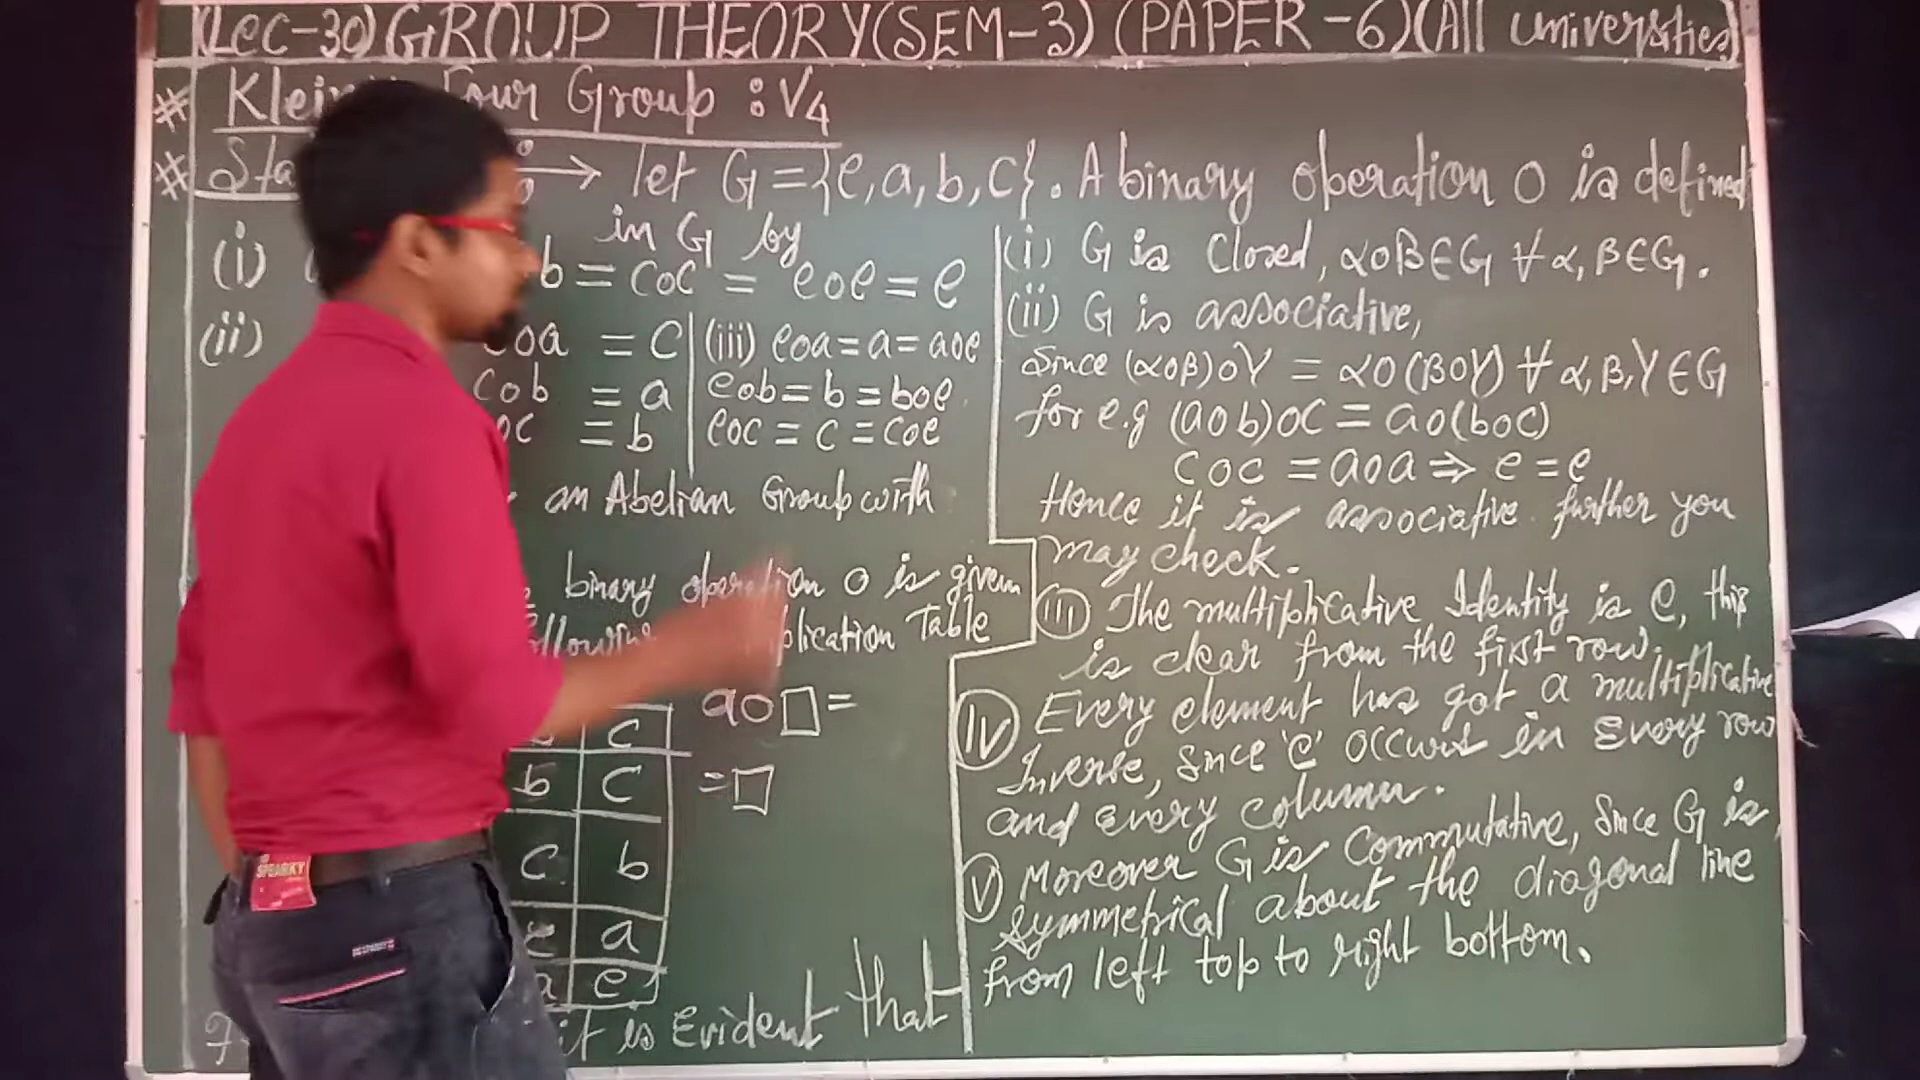 (Lec-30) GROUP THEORY (SEM-3) (PAPER-6) (All universities)
# Four Group : V4
# → let G = {e, a, b, c}. A binary operation o is defined
in G by
(i) b = coc = eoe = e
(ii) coa = c
cob = a
oc = b
(iii) eoa = a = aoe
eob = b = boe
eoc = c = coe
an Abelian Group with
binary operation o is given
Table
b c
c b
e a
a e
ao□ =
= □
it is Evident that
(i) G is Closed, αoβ∈G ∀ α, β∈G.
(ii) G is associative,
Since (αoβ)oγ = αo(βoγ) ∀ α, β, γ∈G
for e.g (aob)oc = ao(boc)
coc = aoa ⇒ e = e
Hence it is associative further you
may check.
(iii) The multiplicative Identity is e, this
is clear from the first row.
(iv) Every element has got a multiplicative
Inverse, since 'e' occurs in Every row
and every column.
(v) Moreover G is Commutative, Since G is
symmetrical about the diagonal line
from left top to right bottom.
SPEARKY